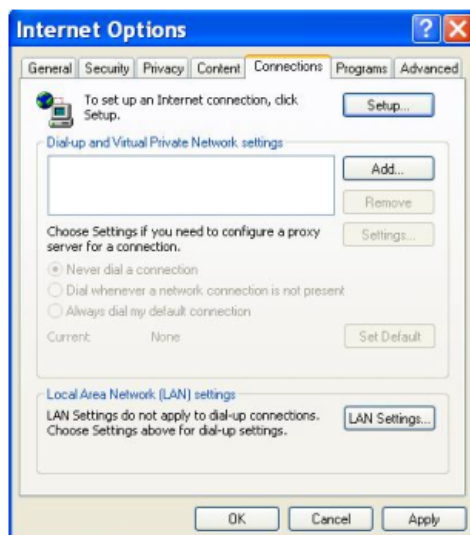 Internet Options
General Security Privacy Content Connections Programs Advanced
To set up an Internet connection, click
Setup.
Setup...
Dial-up and Virtual Private Network settings
Add...
Remove
Choose Settings if you need to configure a proxy
server for a connection.
Settings...
Never dial a connection
Dial whenever a network connection is not present
Always dial my default connection
Current None
Set Default
Local Area Network (LAN) settings
LAN Settings do not apply to dial-up connections.
Choose Settings above for dial-up settings.
LAN Settings...
OK Cancel Apply